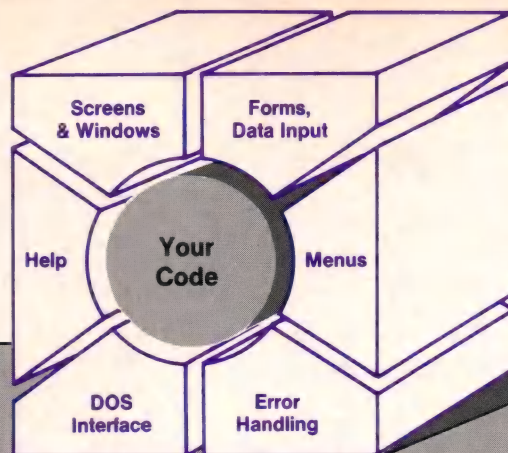 Screens
& Windows
Forms,
Data Input
Help
Your
Code
Menus
DOS
Interface
Error
Handling